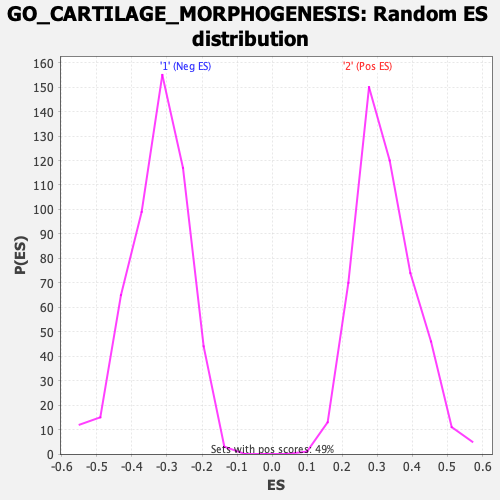 GO_CARTILAGE_MORPHOGENESIS: Random ES
distribution
'1' (Neg ES)
'2' (Pos ES)
160
150
140
130
120
110
100
90
80
70
60
50
40
30
20
10
0
P(ES)
Sets with pos scores: 49%
-0.6 -0.5 -0.4 -0.3 -0.2 -0.1 0.0 0.1 0.2 0.3 0.4 0.5 0.6
ES